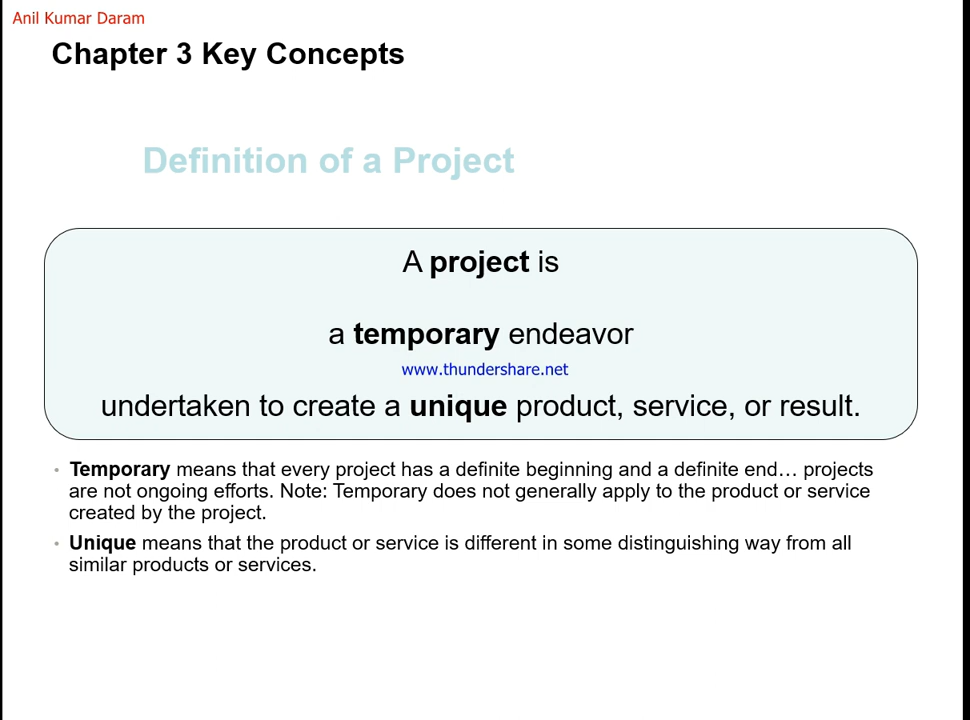 Anil Kumar Daram
Chapter 3 Key Concepts
Definition of a Project
A project is
a temporary endeavor
www.thundershare.net
undertaken to create a unique product, service, or result.
• Temporary means that every project has a definite beginning and a definite end… projects
are not ongoing efforts. Note: Temporary does not generally apply to the product or service
created by the project.
• Unique means that the product or service is different in some distinguishing way from all
similar products or services.